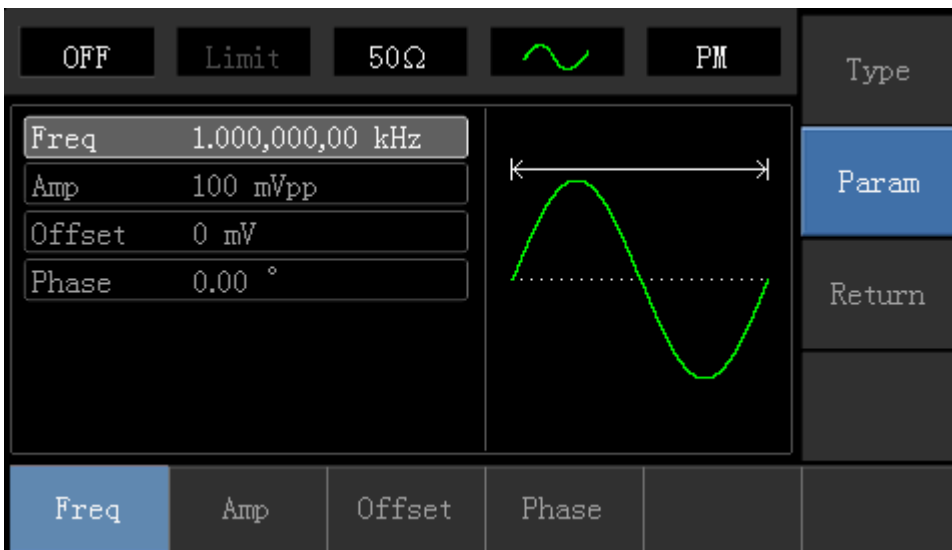 OFF Limit 50Ω PM
Type
Freq 1.000,000,00 kHz
Amp 100 mVpp
Offset 0 mV
Phase 0.00 °
Param
Return
Freq Amp Offset Phase